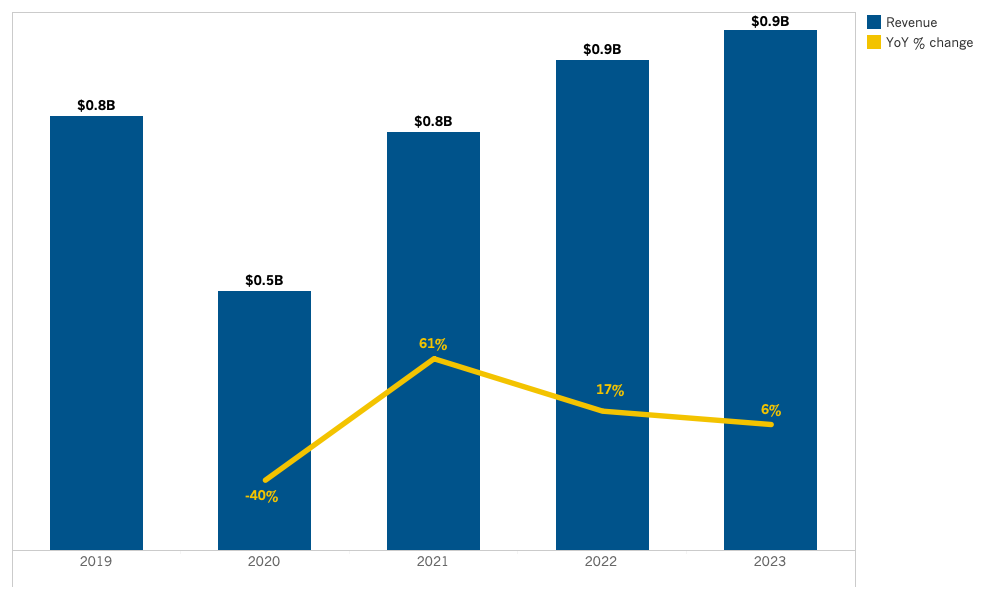 $0.9B
Revenue
YoY % change
$0.9B
$0.8B
$0.8B
$0.5B
61%
17%
6%
-40%
2019 2020 2021 2022 2023